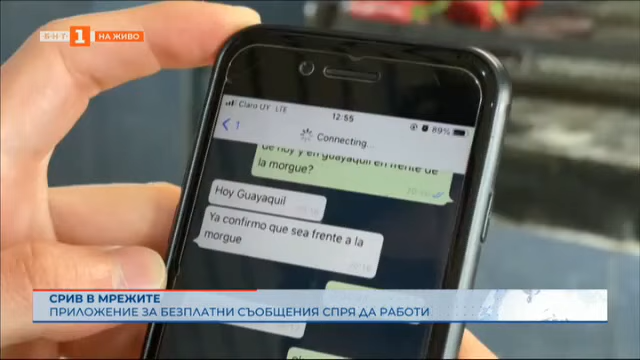 БНТ 1 НА ЖИВО
Claro UY LTE
12:55
89%
1
Connecting...
de hoy y en guayaquil en frente de
la morgue?
Hoy Guayaquil
Ya confirmo que sea frente a la
morgue
СРИВ В МРЕЖИТЕ
ПРИЛОЖЕНИЕ ЗА БЕЗПЛАТНИ СЪОБЩЕНИЯ СПРЯ ДА РАБОТИ